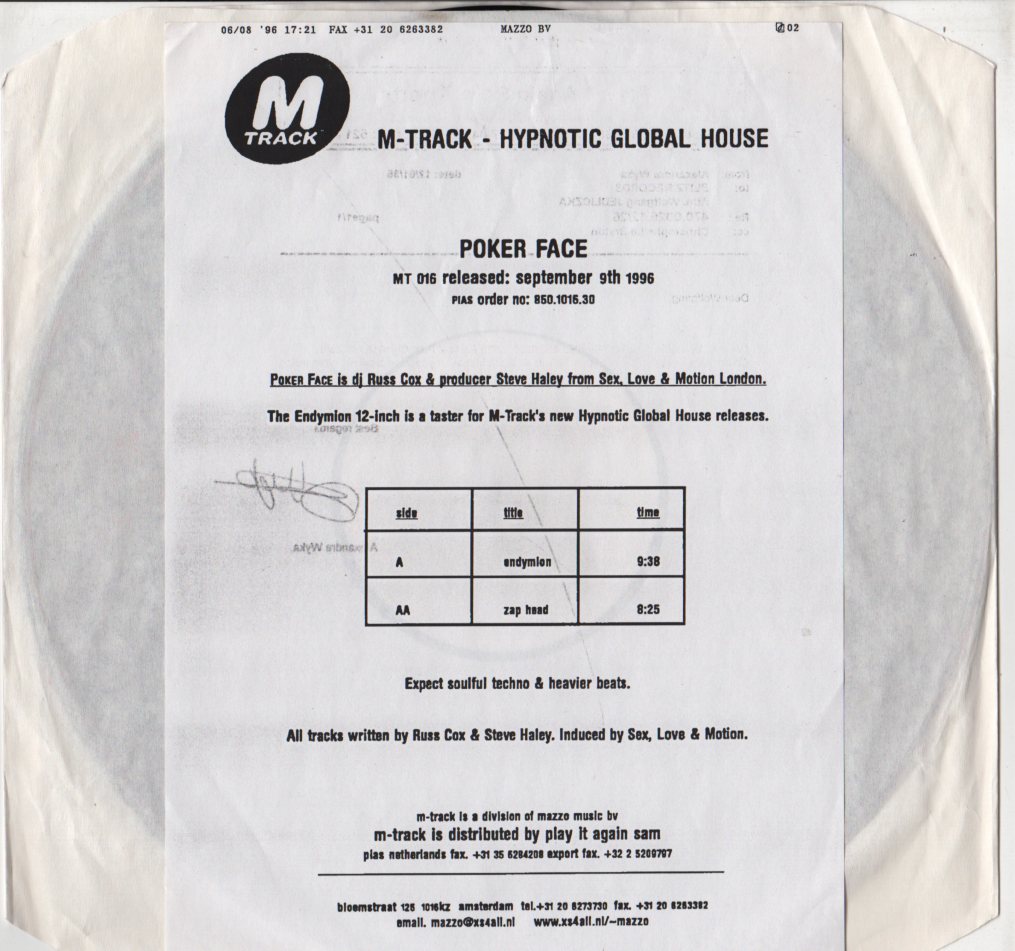 06/08 '96 17:21 FAX +31 20 6263382 MAZZO BV 02
M
TRACK
M-TRACK - HYPNOTIC GLOBAL HOUSE
POKER FACE
MT 016 released: september 9th 1996
PIAS order no: 850.1016.30
POKER FACE is dj Russ Cox & producer Steve Haley from Sex, Love & Motion London.
The Endymion 12-inch is a taster for M-Track's new Hypnotic Global House releases.
side title time
A endymion 9:38
AA zap head 8:25
Expect soulful techno & heavier beats.
All tracks written by Russ Cox & Steve Haley. Induced by Sex, Love & Motion.
m-track is a division of mazzo music bv
m-track is distributed by play it again sam
pias netherlands fax. +31 35 6284208 export fax. +32 2 5209797
bloemstraat 125 1016kz amsterdam tel.+31 20 6273730 fax. +31 20 6263382
email. mazzo@xs4all.nl www.xs4all.nl/~mazzo